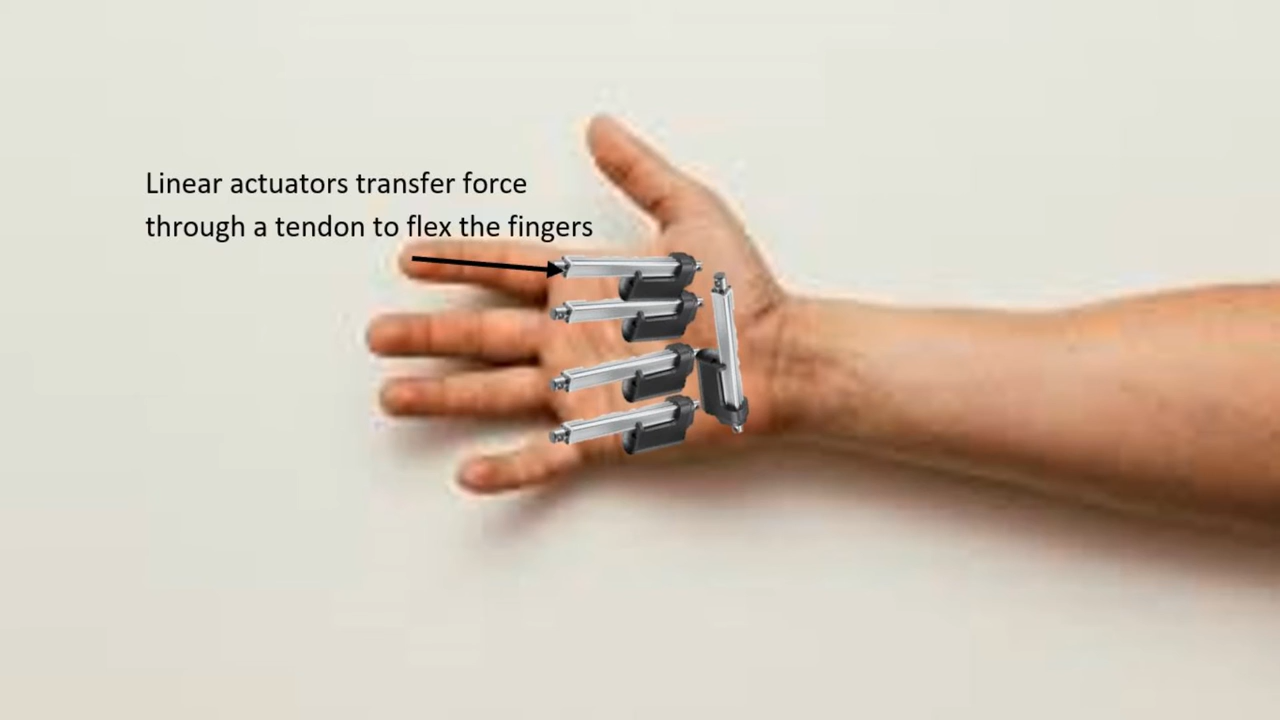 Linear actuators transfer force
through a tendon to flex the fingers